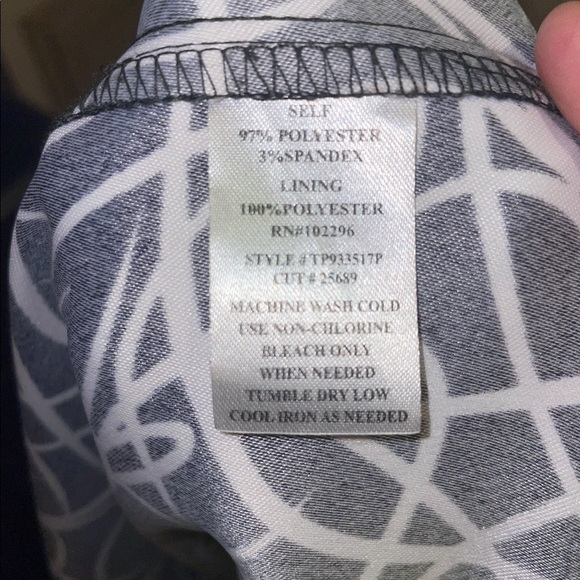 SELF
97% POLYESTER
3%SPANDEX
LINING
100%POLYESTER
RN#102296
STYLE # TP933517P
CUT # 25689
MACHINE WASH COLD
USE NON-CHLORINE
BLEACH ONLY
WHEN NEEDED
TUMBLE DRY LOW
COOL IRON AS NEEDED